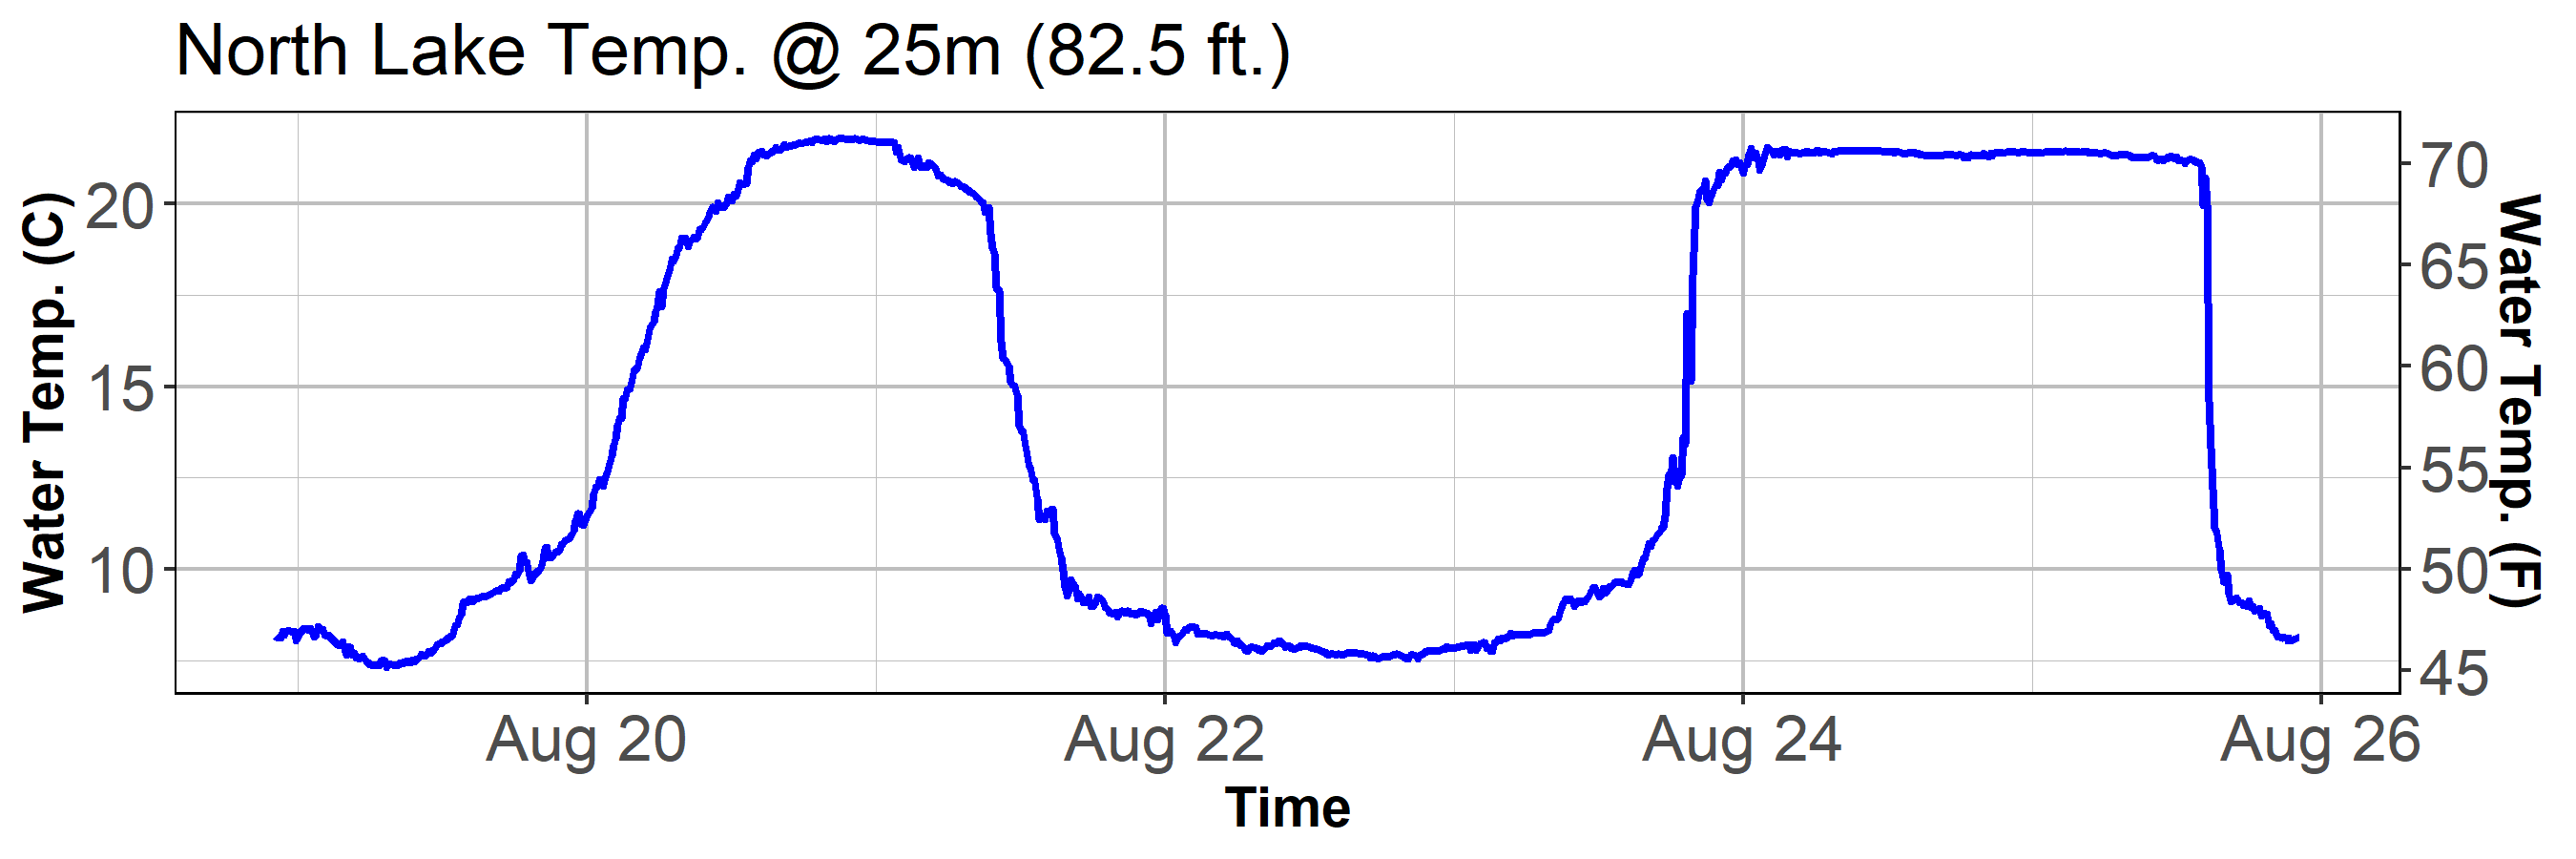 North Lake Temp. @ 25m (82.5 ft.)
Water Temp. (C)
20
15
10
70
65
60
55
50
45
Water Temp. (F)
Aug 20
Aug 22
Aug 24
Aug 26
Time